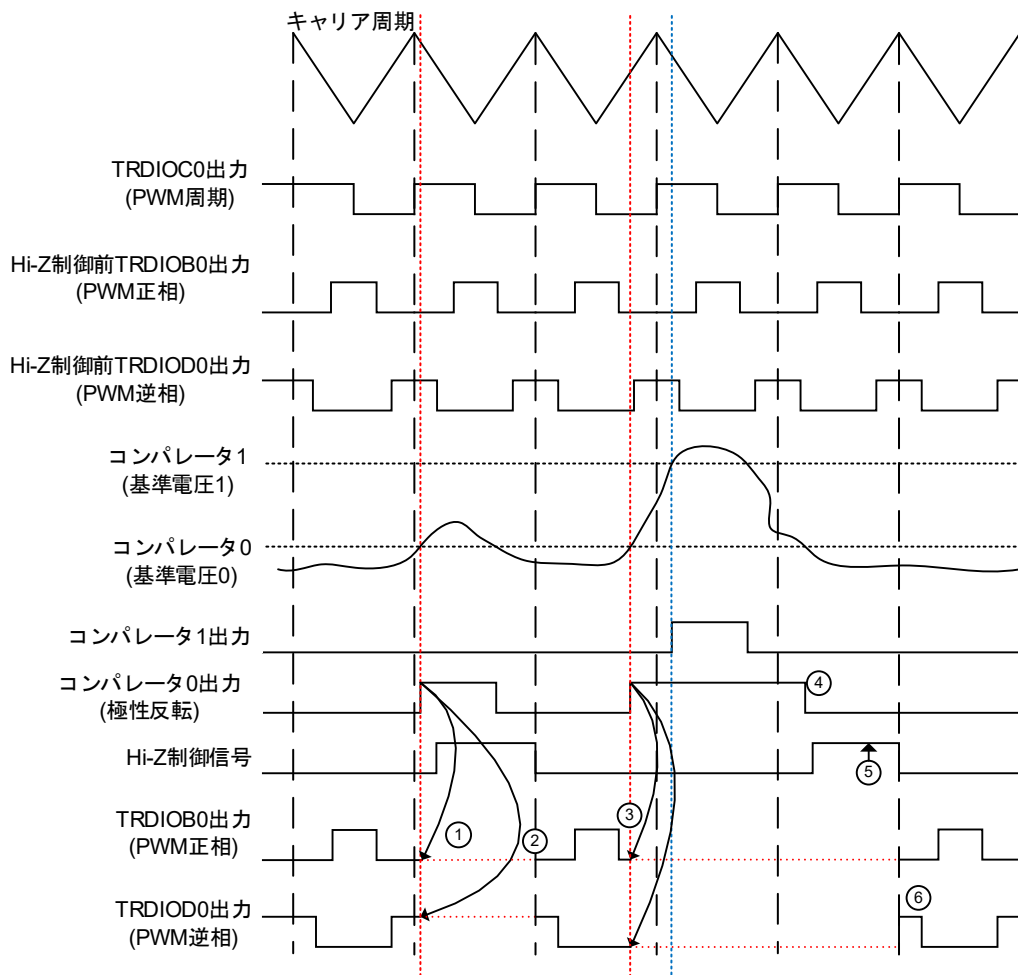 キャリア周期
TRDIOC0出力
(PWM周期)
Hi-Z制御前TRDIOB0出力
(PWM正相)
Hi-Z制御前TRDIOD0出力
(PWM逆相)
コンパレータ1
(基準電圧1)
コンパレータ0
(基準電圧0)
コンパレータ1出力
コンパレータ0出力
(極性反転)
④
Hi-Z制御信号
⑤
TRDIOB0出力
(PWM正相)
①
②
③
TRDIOD0出力
(PWM逆相)
⑥